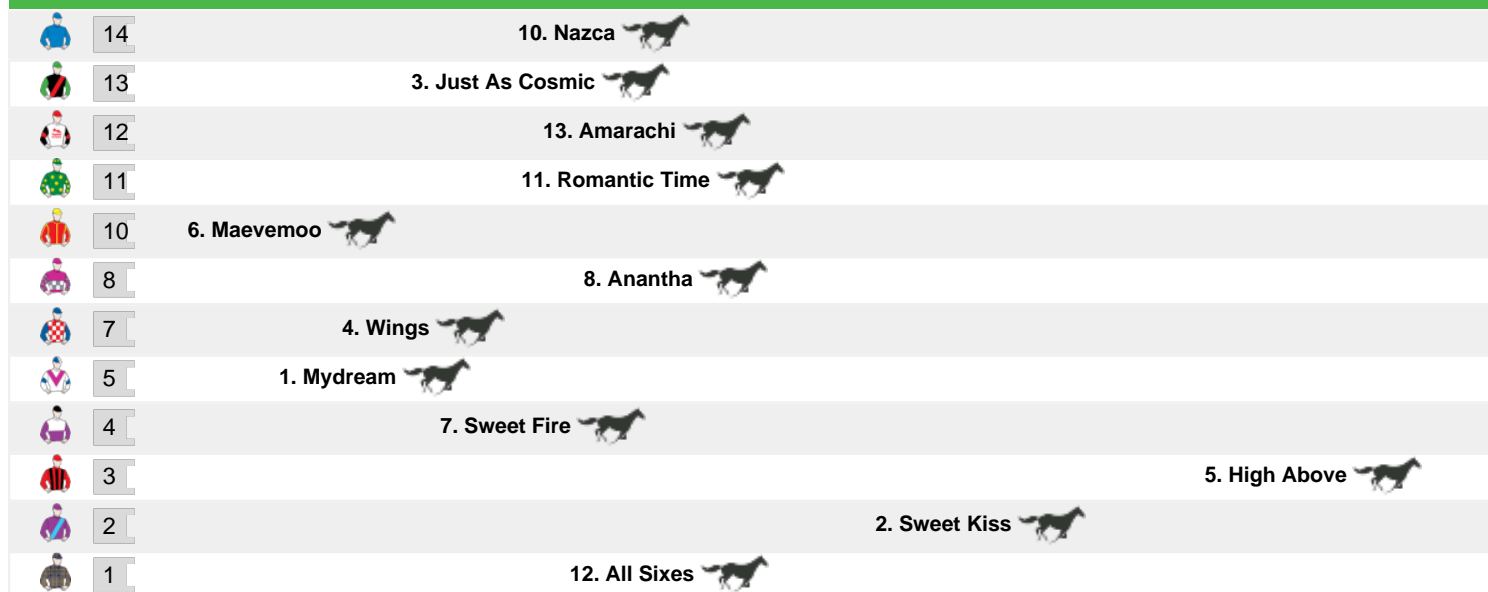 14 10. Nazca
13 3. Just As Cosmic
12 13. Amarachi
11 11. Romantic Time
10 6. Maevemoo
8 8. Anantha
7 4. Wings
5 1. Mydream
4 7. Sweet Fire
3 5. High Above
2 2. Sweet Kiss
1 12. All Sixes